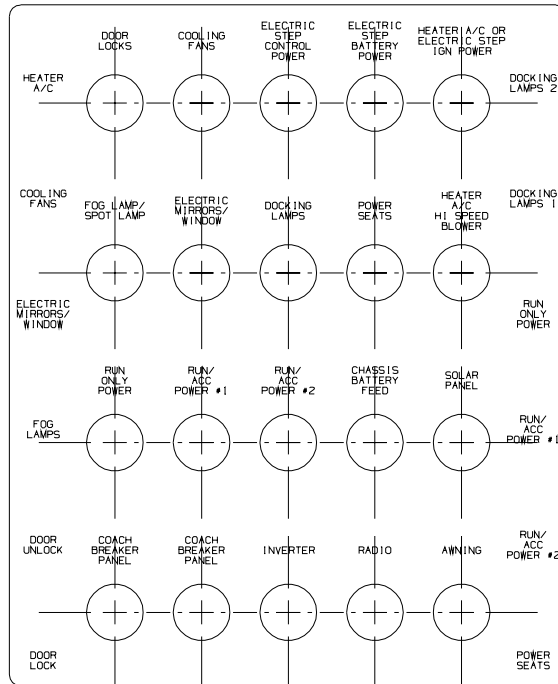 DOOR
LOCKS
COOLING
FANS
ELECTRIC
STEP
CONTROL
POWER
ELECTRIC
STEP
BATTERY
POWER
HEATER A/C OR
ELECTRIC STEP
IGN POWER
HEATER
A/C
DOCKING
LAMPS 2
COOLING
FANS
FOG LAMP/
SPOT LAMP
ELECTRIC
MIRRORS/
WINDOW
DOCKING
LAMPS
POWER
SEATS
HEATER
A/C
HI SPEED
BLOWER
DOCKING
LAMPS 1
ELECTRIC
MIRRORS/
WINDOW
RUN
ONLY
POWER
RUN
ONLY
POWER
RUN/
ACC
POWER #1
RUN/
ACC
POWER #2
CHASSIS
BATTERY
FEED
SOLAR
PANEL
FOG
LAMPS
RUN/
ACC
POWER #1
DOOR
UNLOCK
COACH
BREAKER
PANEL
COACH
BREAKER
PANEL
INVERTER
RADIO
AWNING
RUN/
ACC
POWER #2
DOOR
LOCK
POWER
SEATS